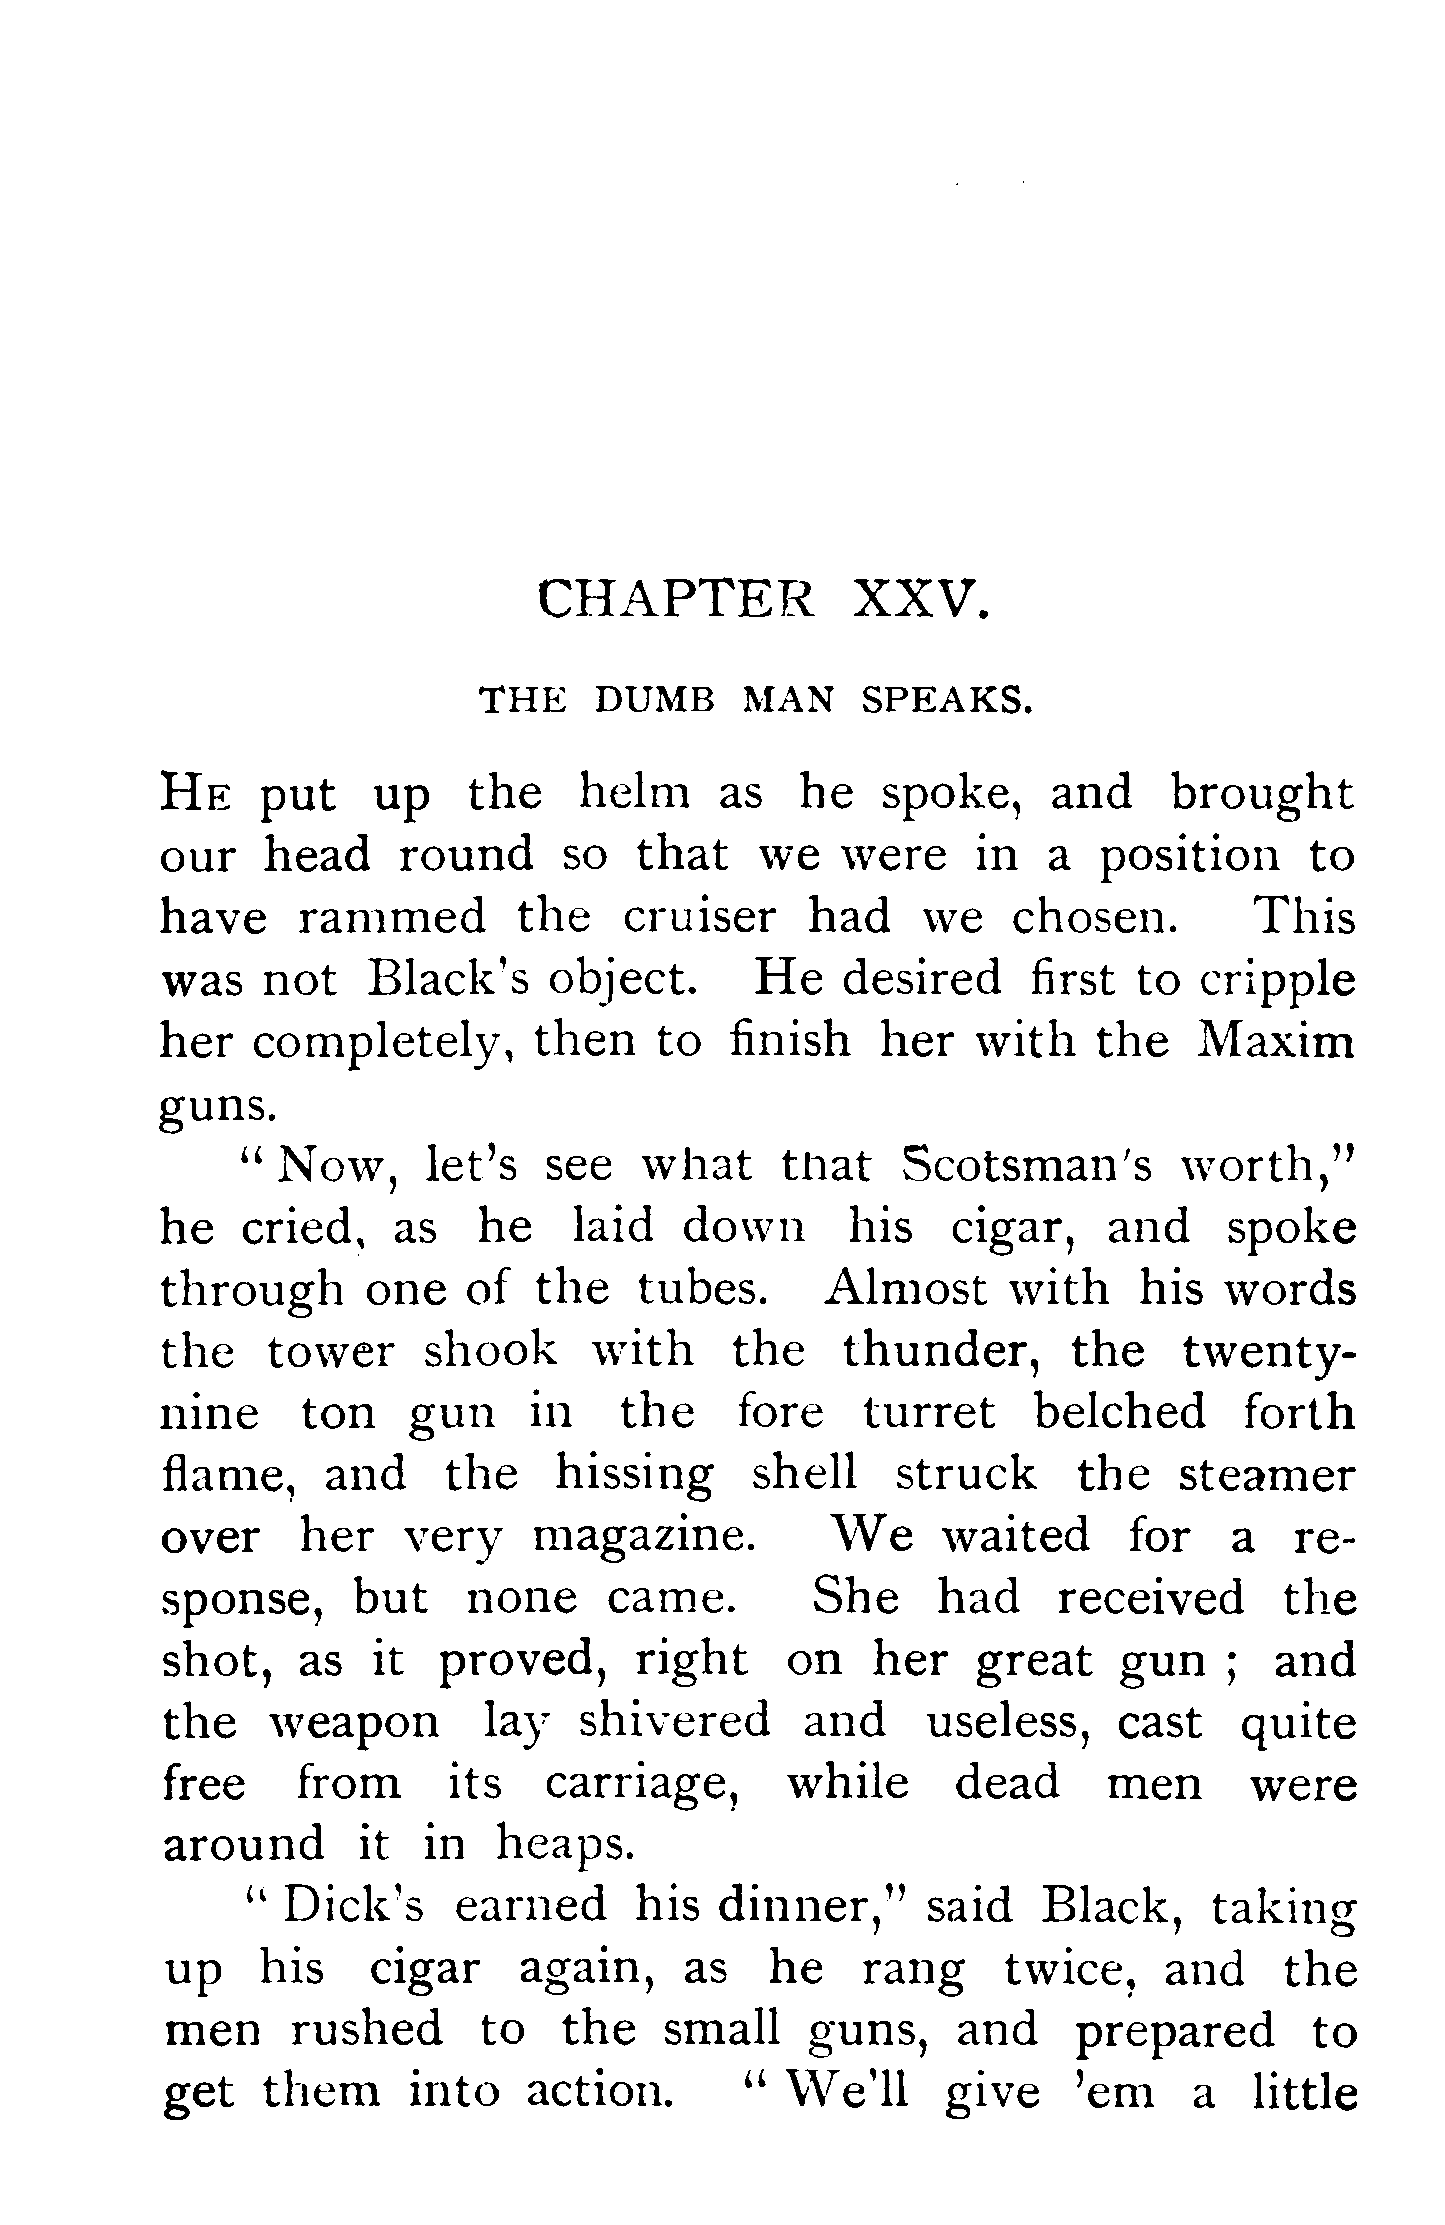 CHAPTER XXV.
THE DUMB MAN SPEAKS.
HE put up the helm as he spoke, and brought
our head round so that we were in a position to
have rammed the cruiser had we chosen. This
was not Black's object. He desired first to cripple
her completely, then to finish her with the Maxim
guns.
" Now, let's see what that Scotsman's worth,"
he cried, as he laid down his cigar, and spoke
through one of the tubes. Almost with his words
the tower shook with the thunder, the twenty-
nine ton gun in the fore turret belched forth
flame, and the hissing shell struck the steamer
over her very magazine. We waited for a re-
sponse, but none came. She had received the
shot, as it proved, right on her great gun ; and
the weapon lay shivered and useless, cast quite
free from its carriage, while dead men were
around it in heaps.
" Dick's earned his dinner," said Black, taking
up his cigar again, as he rang twice, and the
men rushed to the small guns, and prepared to
get them into action. " We'll give 'em a little